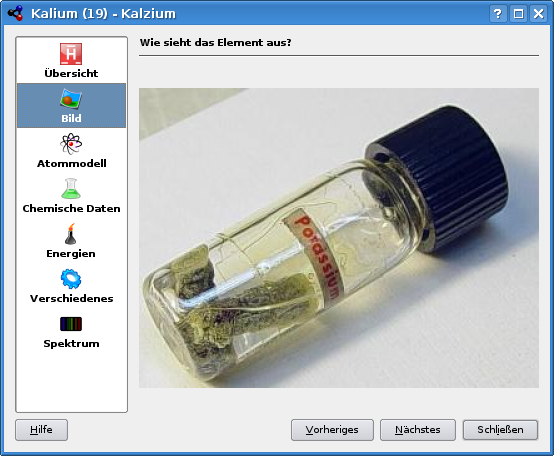 Kalium (19) - Kalzium
Wie sieht das Element aus?
Übersicht
Bild
Atommodell
Chemische Daten
Energien
Verschiedenes
Spektrum
Potassium
Hilfe
Vorheriges
Nächstes
Schließen